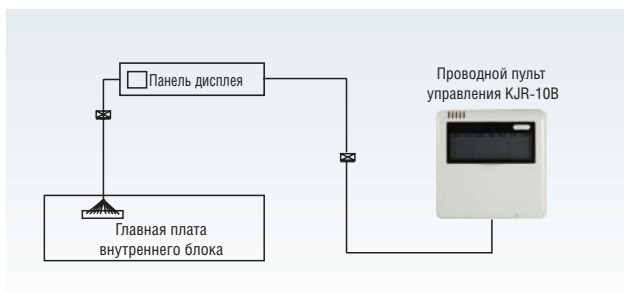 Панель дисплея
Проводной пульт
управления KJR-10B
Главная плата
внутреннего блока